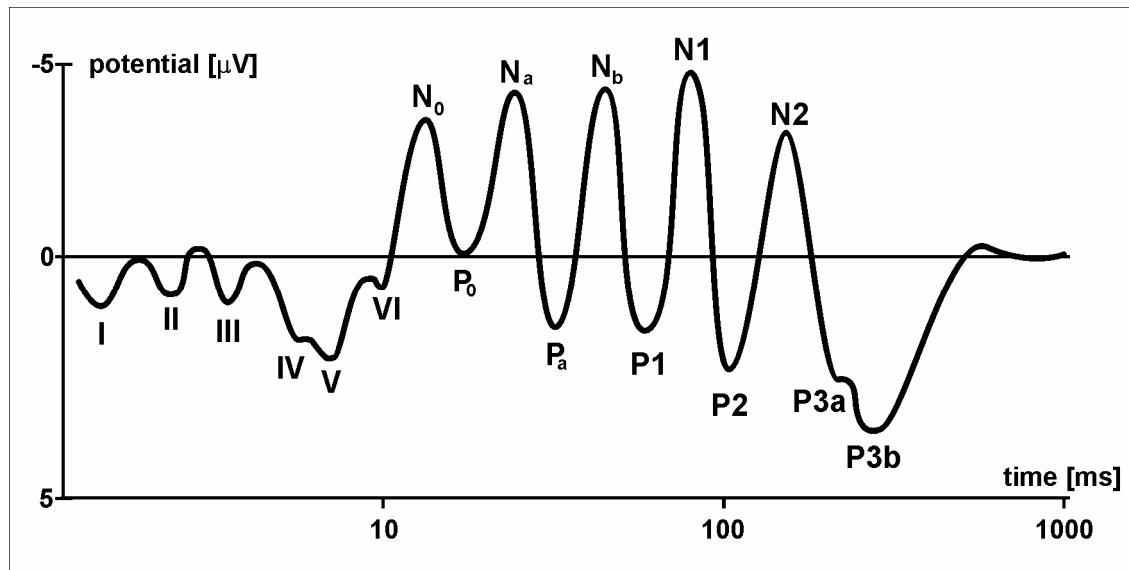 -5
potential [μV]
N₀
Nₐ
N_b
N1
N2
0
I
II
III
IV
V
VI
P₀
Pₐ
P1
P2
P3a
P3b
time [ms]
5
10
100
1000